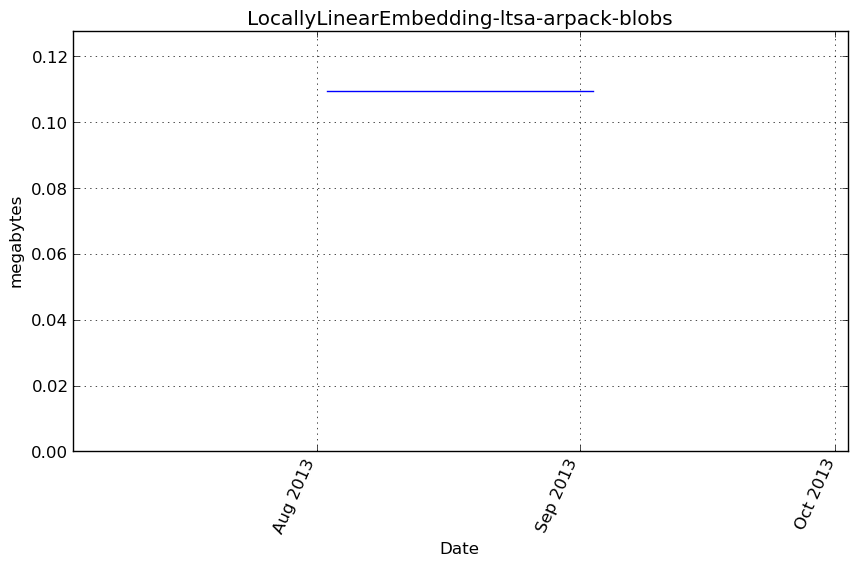 LocallyLinearEmbedding-ltsa-arpack-blobs
0.12
0.10
0.08
0.06
0.04
0.02
0.00
megabytes
Aug 2013
Sep 2013
Oct 2013
Date